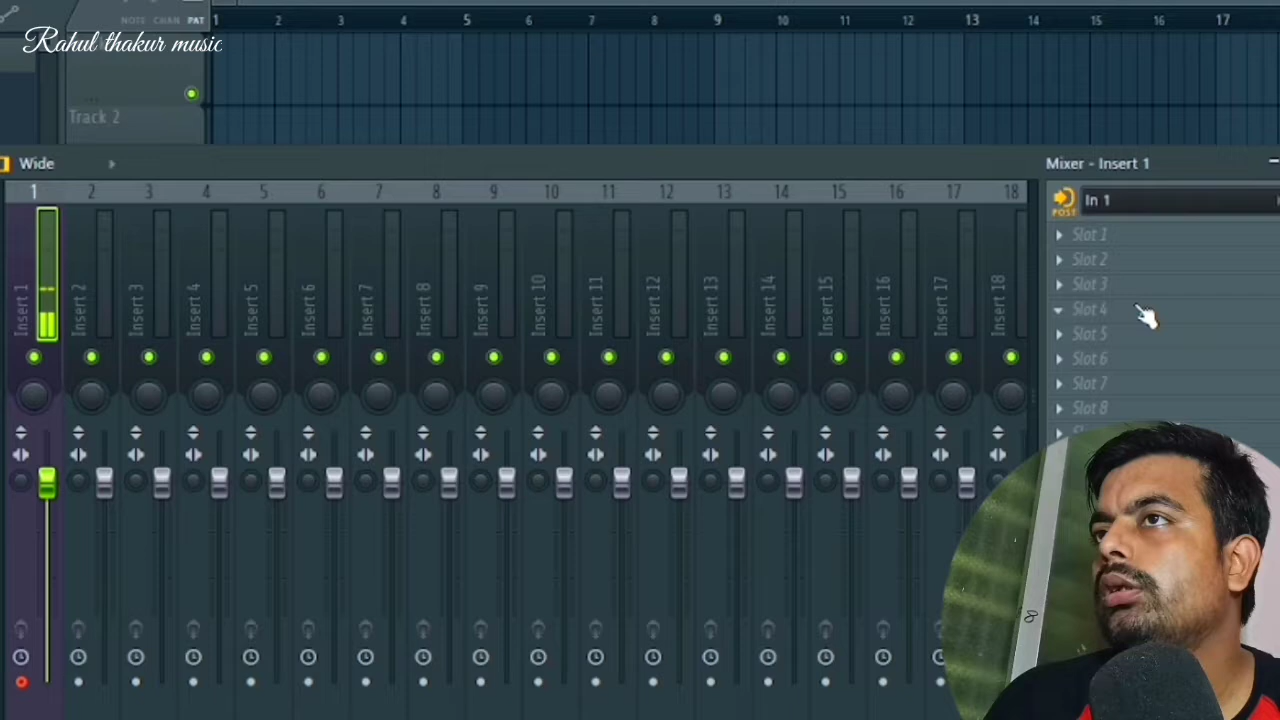 NOTE CHAN PAT
1 2 3 4 5 6 7 8 9 10 11 12 13 14 15 16 17
Rahul thakur music
Track 2
Wide
Mixer - Insert 1
1 2 3 4 5 6 7 8 9 10 11 12 13 14 15 16 17 18
In 1
POST
Slot 1
Slot 2
Slot 3
Slot 4
Slot 5
Slot 6
Slot 7
Slot 8
Insert 1 Insert 2 Insert 3 Insert 4 Insert 5 Insert 6 Insert 7 Insert 8 Insert 9 Insert 10 Insert 11 Insert 12 Insert 13 Insert 14 Insert 15 Insert 16 Insert 17 Insert 18